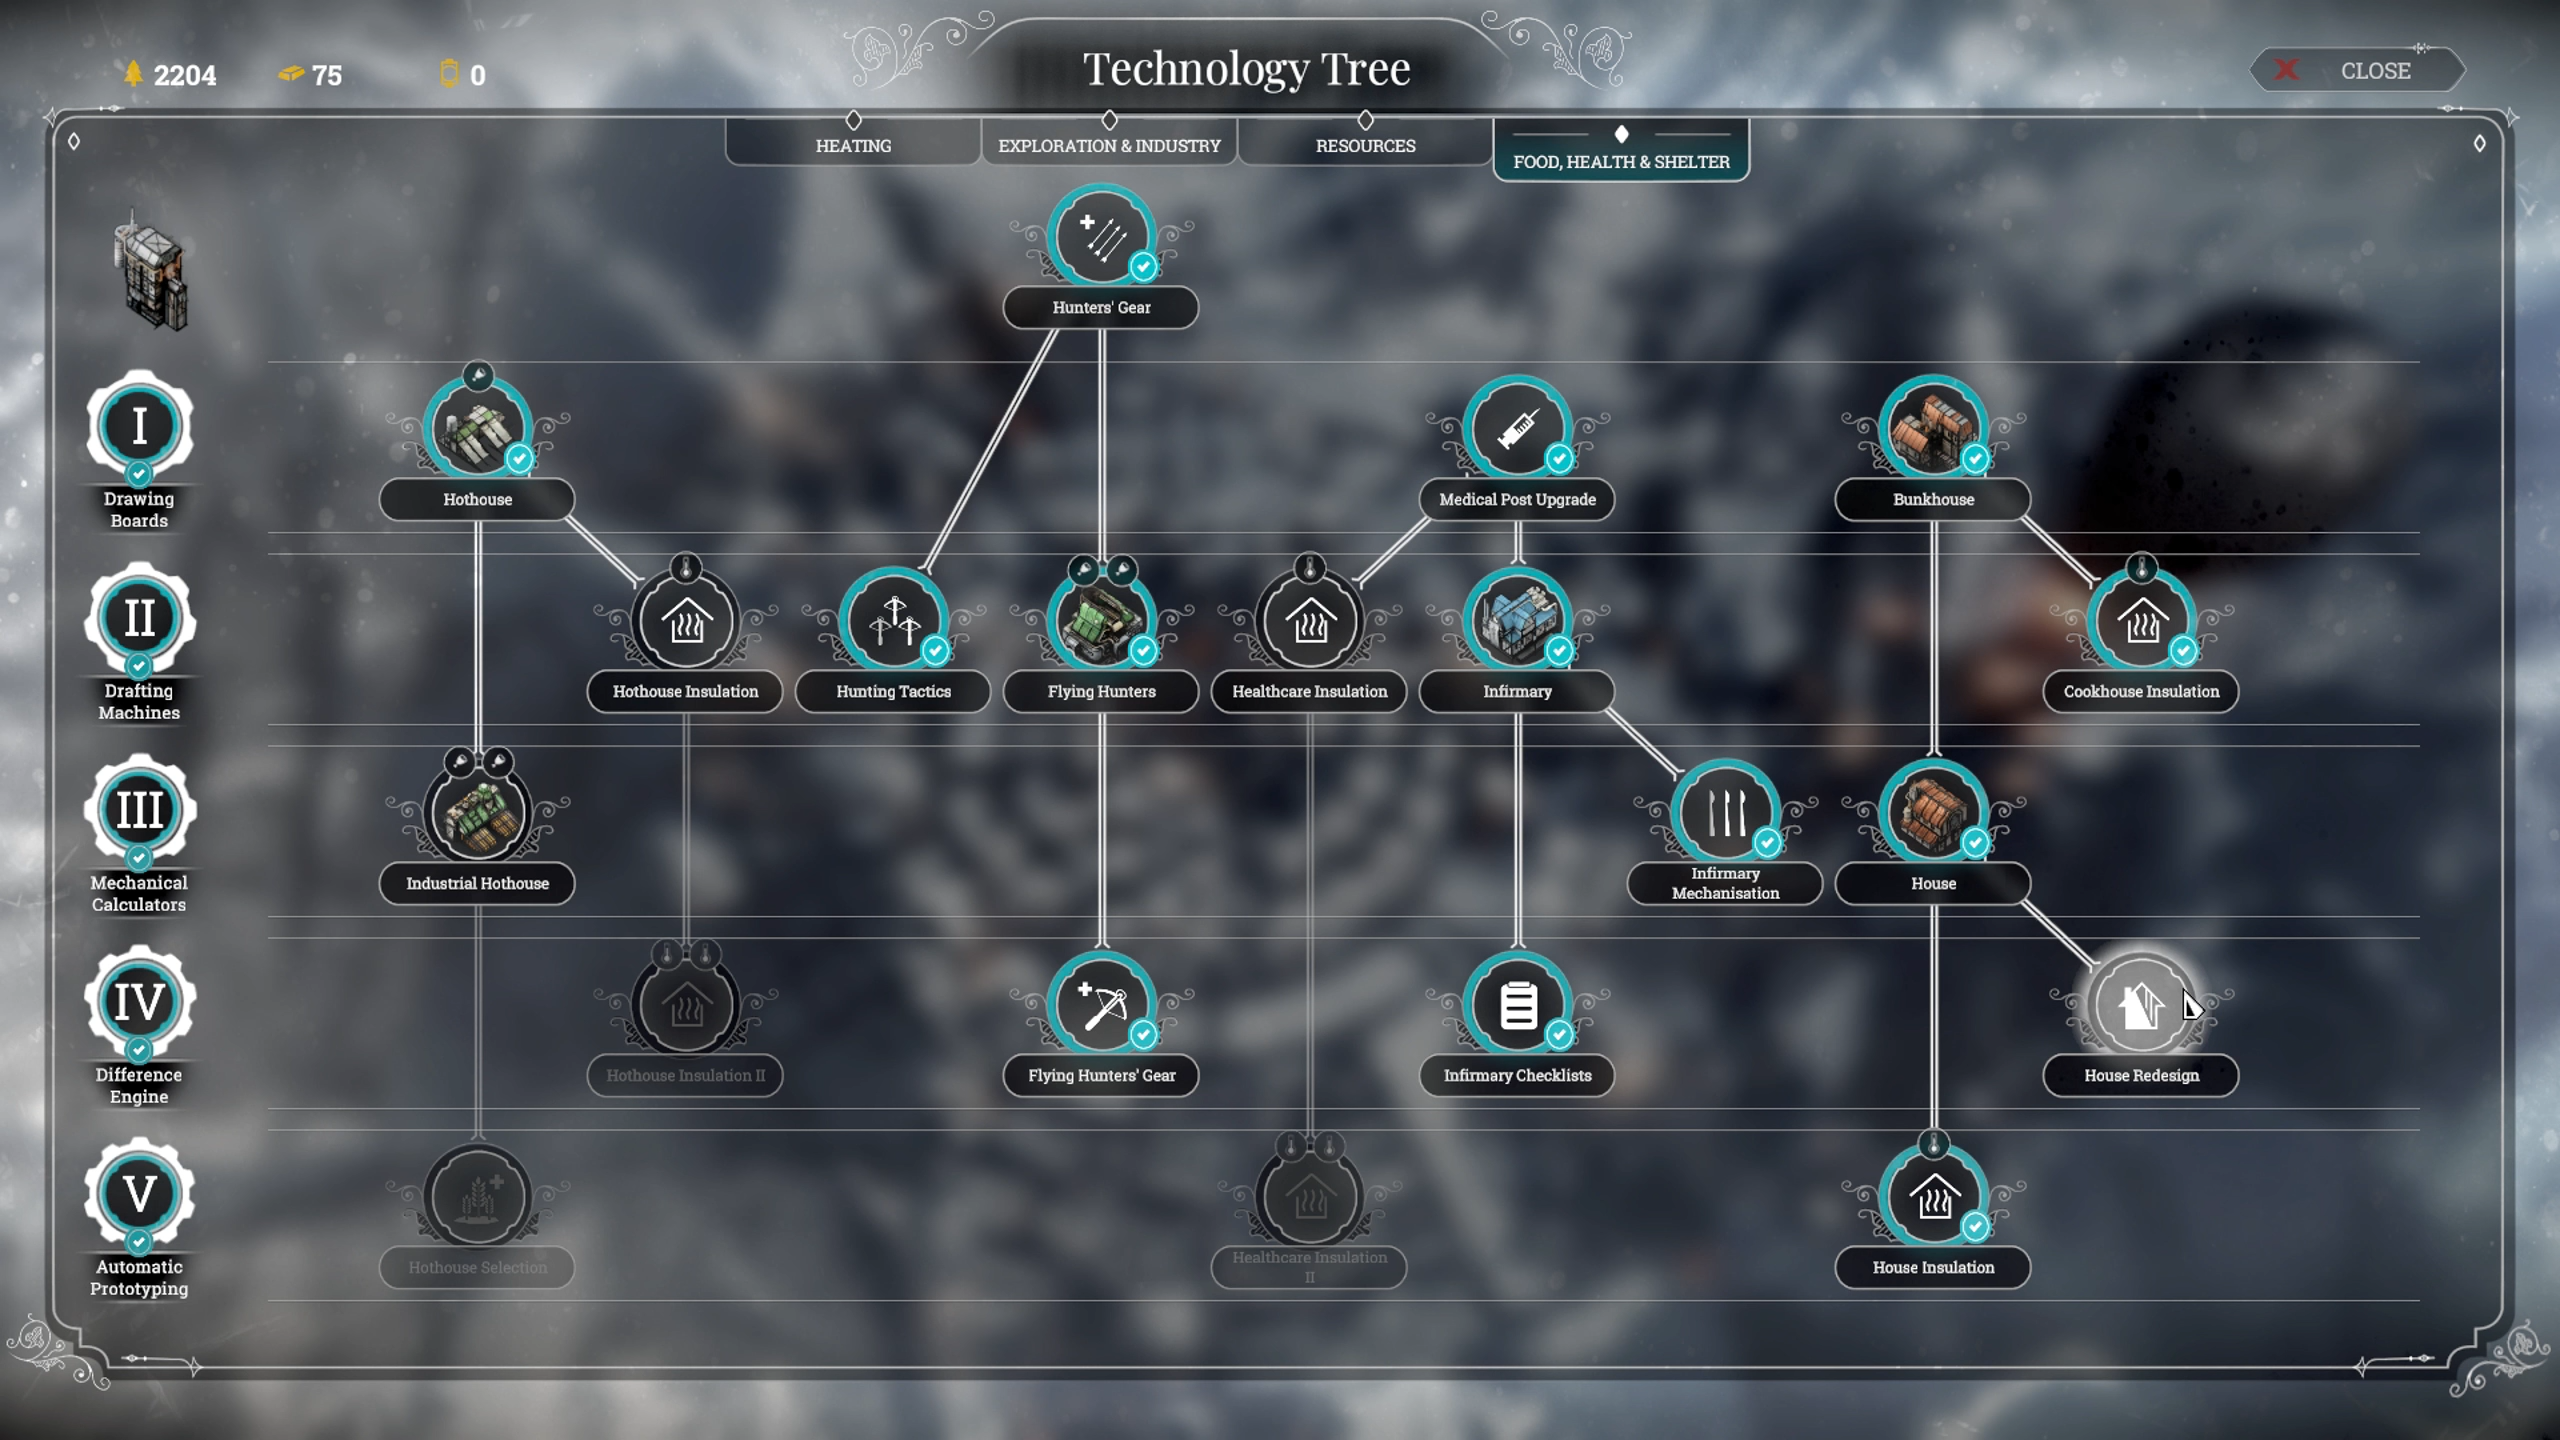 2204
75
0
Technology Tree
CLOSE
HEATING
EXPLORATION & INDUSTRY
RESOURCES
FOOD, HEALTH & SHELTER
Hunters' Gear
I
Drawing
Boards
Hothouse
Medical Post Upgrade
Bunkhouse
II
Drafting
Machines
Hothouse Insulation
Hunting Tactics
Flying Hunters
Healthcare Insulation
Infirmary
Cookhouse Insulation
III
Mechanical
Calculators
Industrial Hothouse
Infirmary
Mechanisation
House
IV
Difference
Engine
Hothouse Insulation II
Flying Hunters' Gear
Infirmary Checklists
House Redesign
V
Automatic
Prototyping
Hothouse Selection
Healthcare Insulation
II
House Insulation